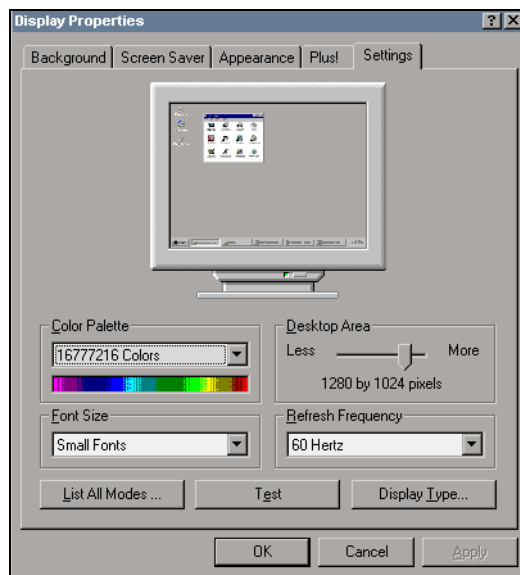 Display Properties
Background Screen Saver Appearance Plus! Settings
Color Palette
16777216 Colors
Desktop Area
Less More
1280 by 1024 pixels
Font Size
Small Fonts
Refresh Frequency
60 Hertz
List All Modes ... Test Display Type...
OK Cancel Apply